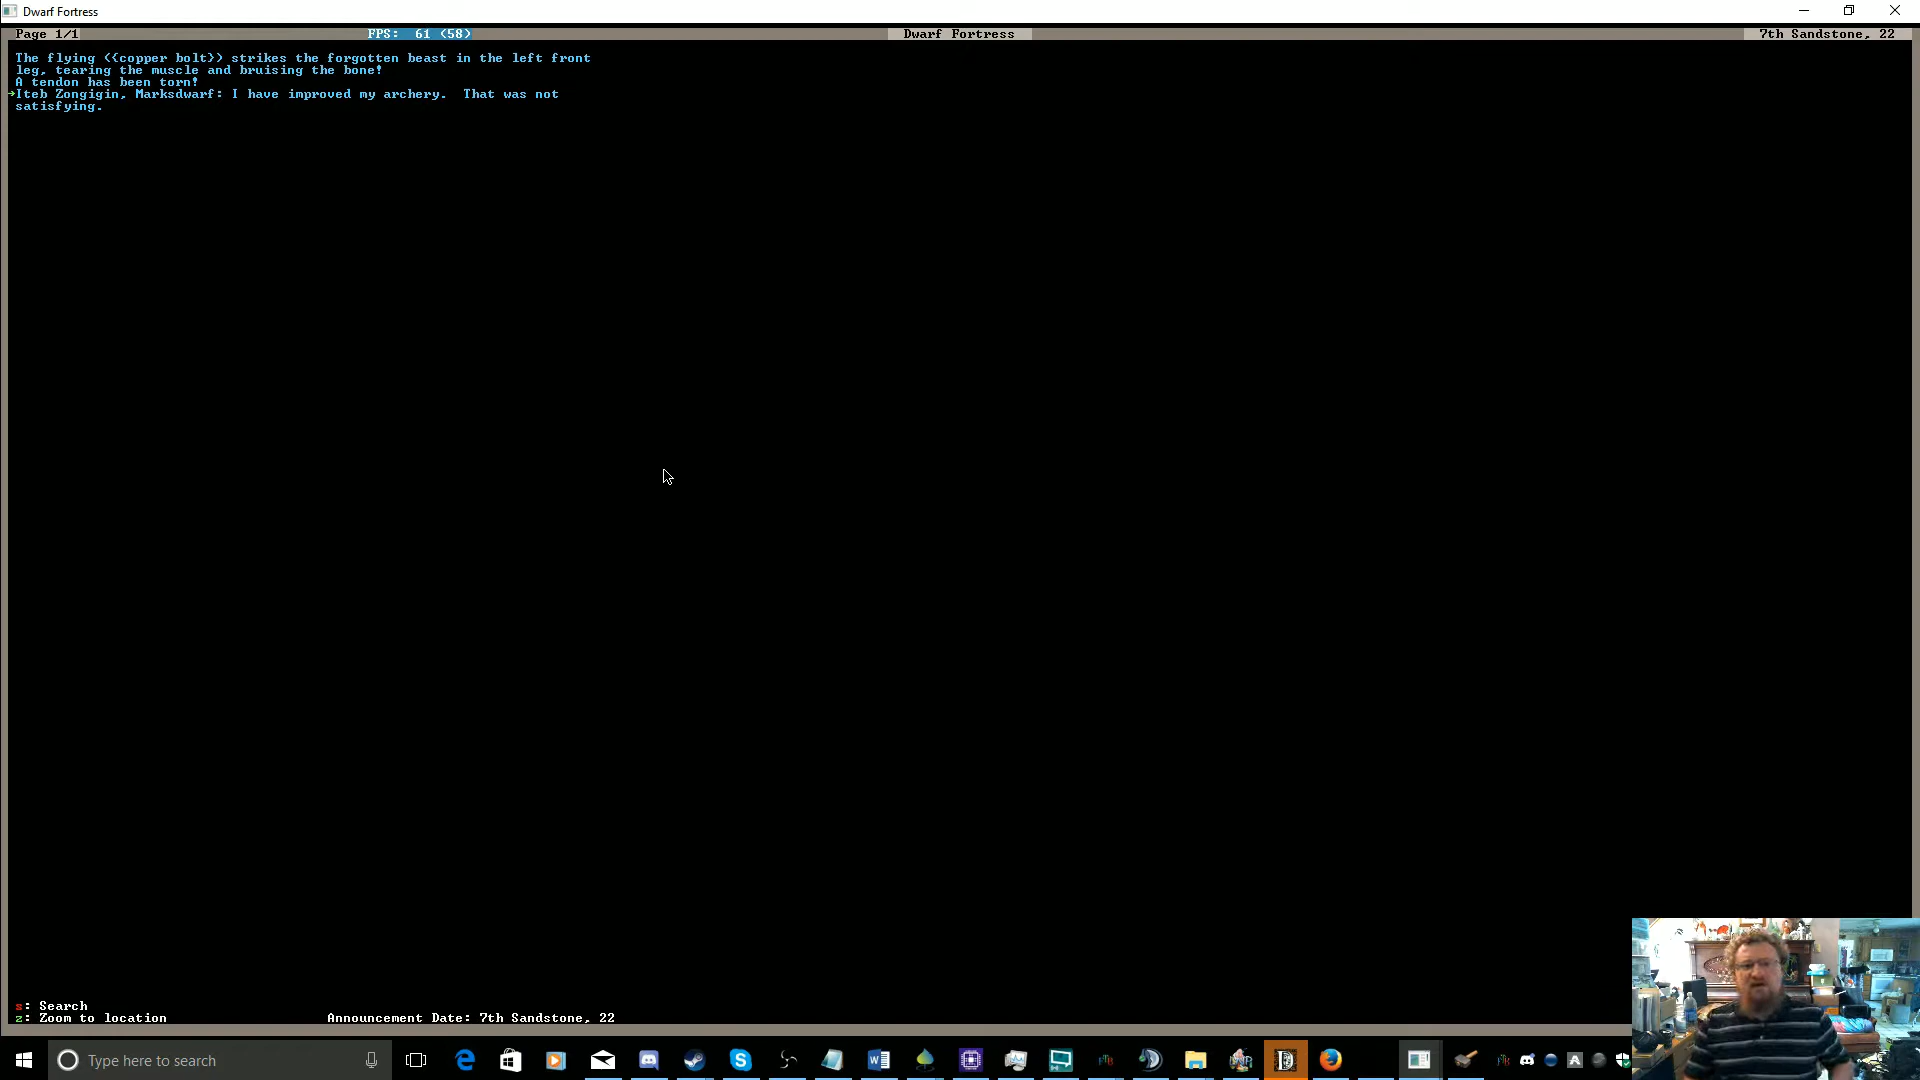 Dwarf Fortress
Page 1/1
FPS: 61 (58)
Dwarf Fortress
7th Sandstone, 22
The flying ({copper bolt}) strikes the forgotten beast in the left front
leg, tearing the muscle and bruising the bone!
A tendon has been torn!
Iteb Zongigin, Marksdwarf: I have improved my archery.  That was not
satisfying.
s: Search
z: Zoom to location
Announcement Date: 7th Sandstone, 22
Type here to search